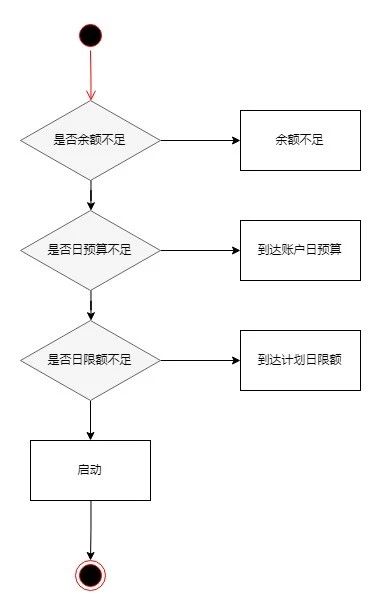 是否余额不足
余额不足
是否日预算不足
到达账户日预算
是否日限额不足
到达计划日限额
启动